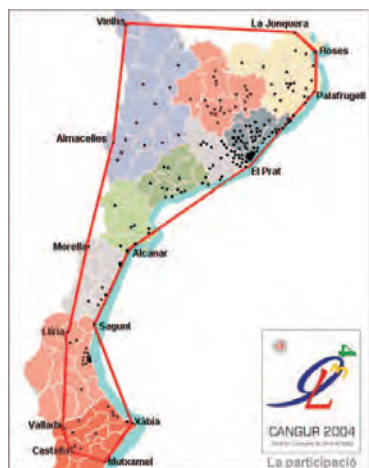 Vielha
La Jonquera
Roses
Palafrugell
Almacelles
El Prat
Morella
Alcanar
Llíria
Sagunt
Vallada
Xàbia
Castellar
Mutxamel
CANGUR 2004
La participació